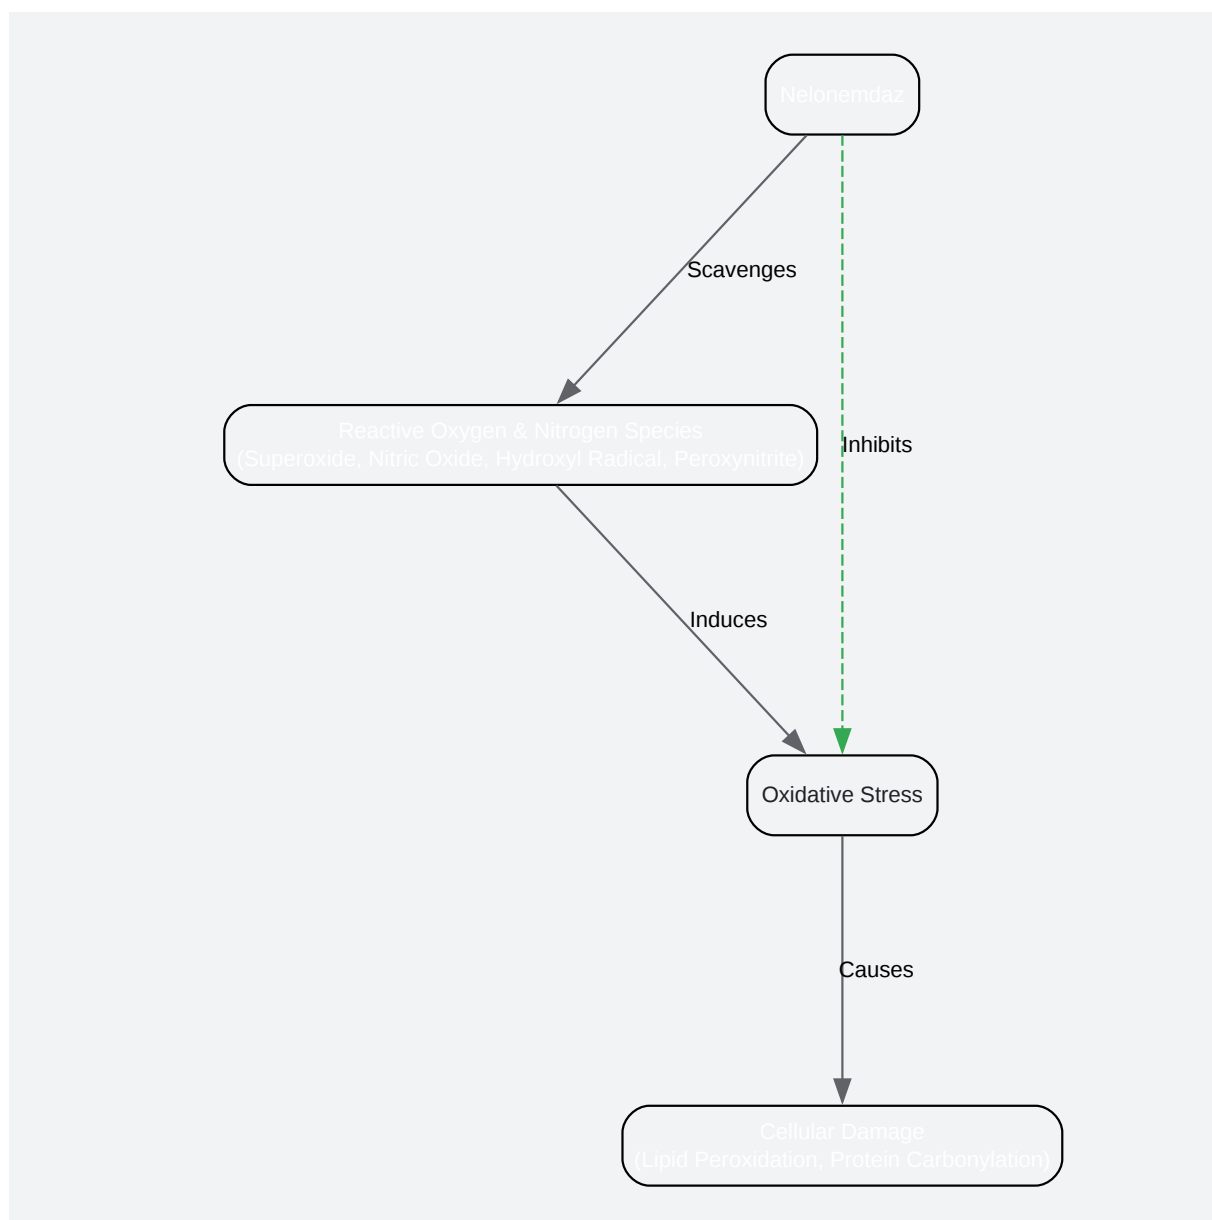 Nelonemdaz
Scavenges
Reactive Oxygen & Nitrogen Species
(Superoxide, Nitric Oxide, Hydroxyl Radical, Peroxynitrite)
Inhibits
Induces
Oxidative Stress
Causes
Cellular Damage
(Lipid Peroxidation, Protein Carbonylation)